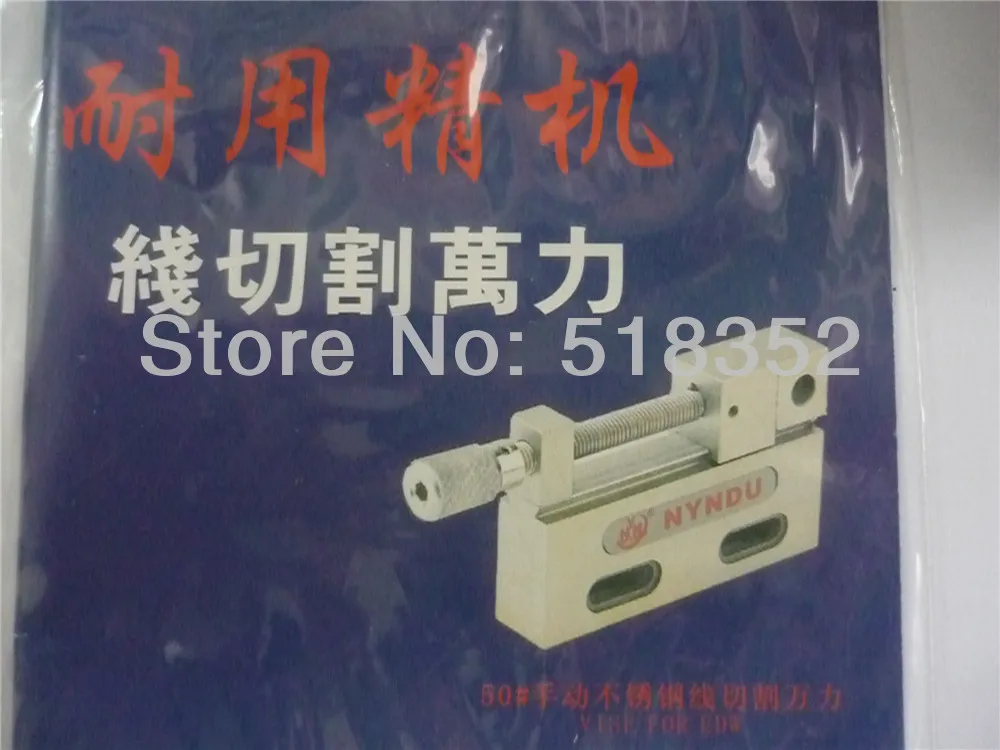 耐用精机
綫切割萬力
Store No: 518352
NYNDU
50#手动不锈钢线切割万力
VISE FOR EDW